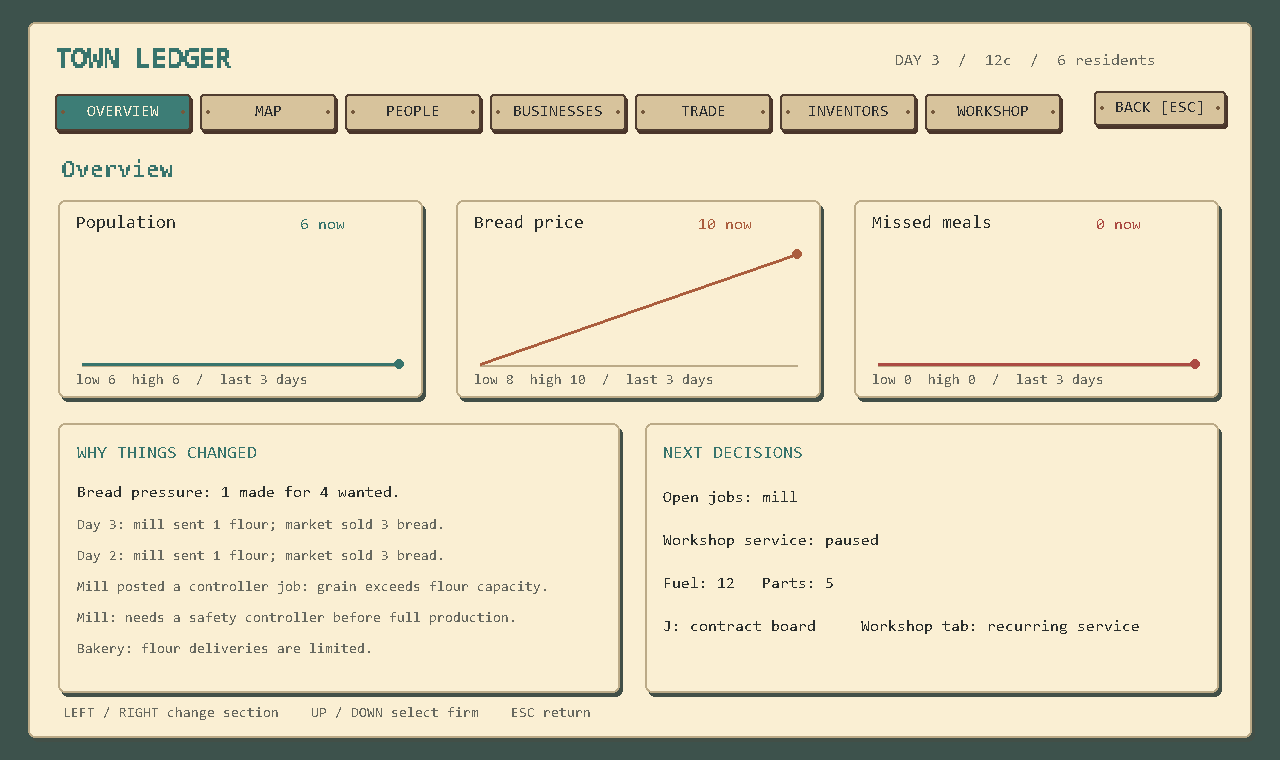 TOWN LEDGER
DAY 3 / 12c / 6 residents
OVERVIEW MAP PEOPLE BUSINESSES TRADE INVENTORS WORKSHOP BACK [ESC]
Overview
Population 6 now
low 6 high 6 / last 3 days
Bread price 10 now
low 8 high 10 / last 3 days
Missed meals 0 now
low 0 high 0 / last 3 days
WHY THINGS CHANGED
Bread pressure: 1 made for 4 wanted.
Day 3: mill sent 1 flour; market sold 3 bread.
Day 2: mill sent 1 flour; market sold 3 bread.
Mill posted a controller job: grain exceeds flour capacity.
Mill: needs a safety controller before full production.
Bakery: flour deliveries are limited.
NEXT DECISIONS
Open jobs: mill
Workshop service: paused
Fuel: 12 Parts: 5
J: contract board Workshop tab: recurring service
LEFT / RIGHT change section UP / DOWN select firm ESC return